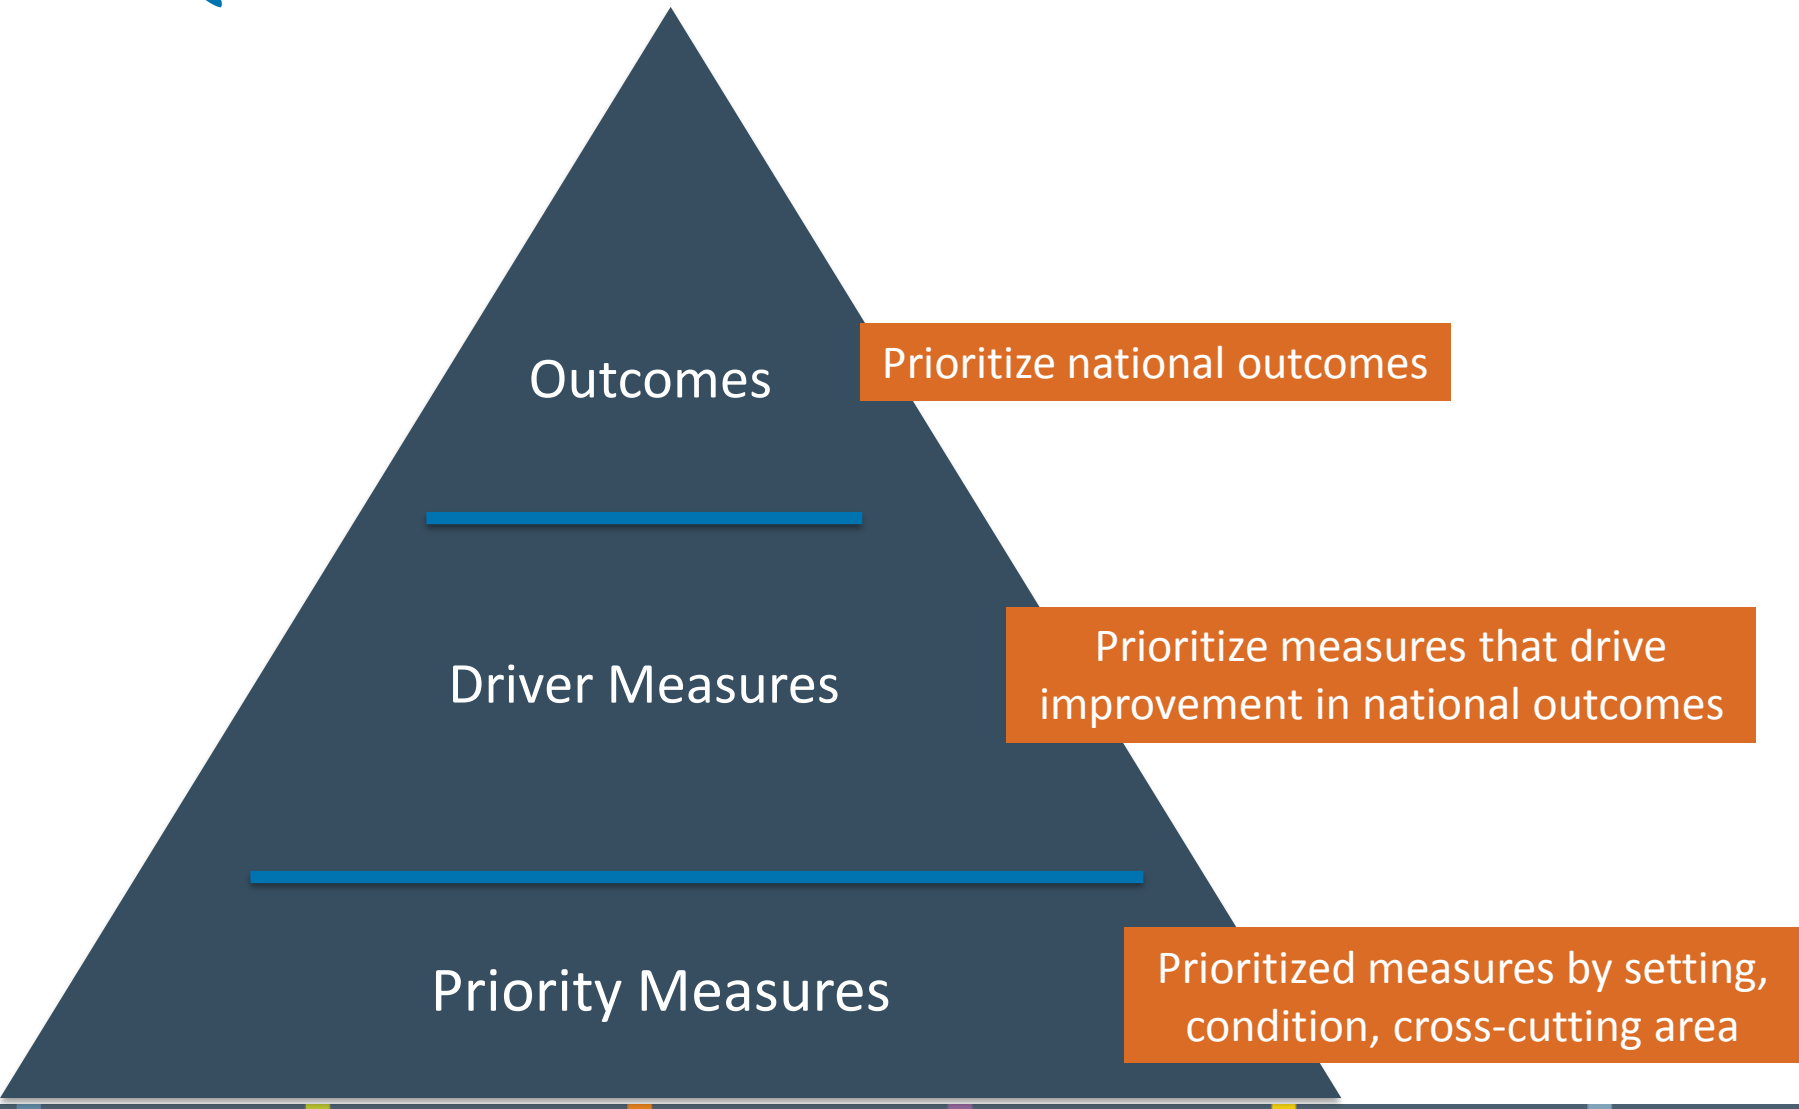 Outcomes
Prioritize national outcomes
Driver Measures
Prioritize measures that drive
improvement in national outcomes
Priority Measures
Prioritized measures by setting,
condition, cross-cutting area